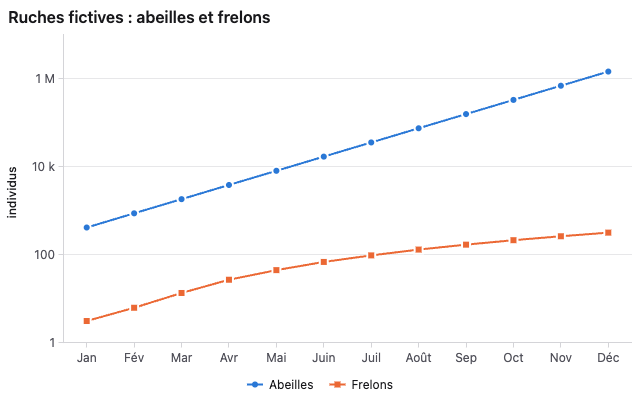 Ruches fictives : abeilles et frelons
individus
1 M
10 k
100
1
Jan Fév Mar Avr Mai Juin Juil Août Sep Oct Nov Déc
Abeilles Frelons